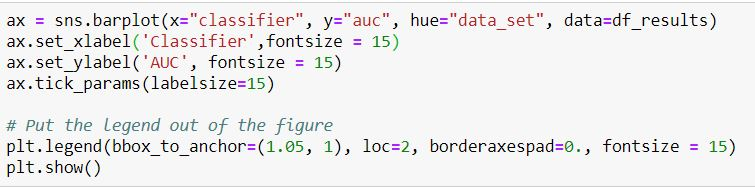 ax = sns.barplot(x="classifier", y="auc", hue="data_set", data=df_results)
ax.set_xlabel('Classifier',fontsize = 15)
ax.set_ylabel('AUC', fontsize = 15)
ax.tick_params(labelsize=15)
# Put the legend out of the figure
plt.legend(bbox_to_anchor=(1.05, 1), loc=2, borderaxespad=0., fontsize = 15)
plt.show()